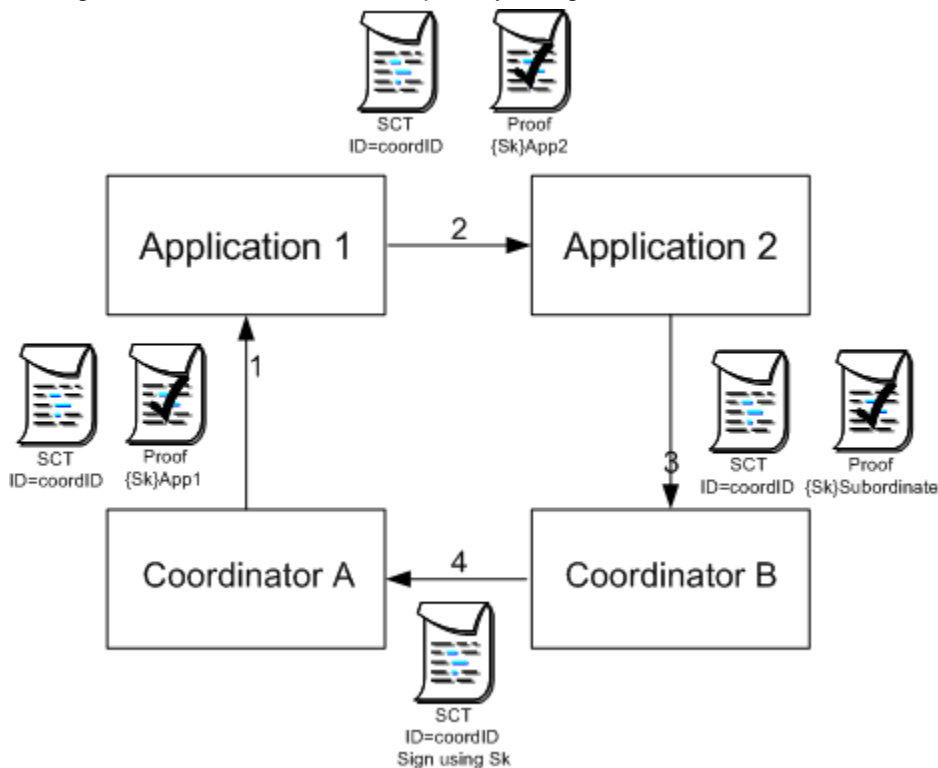 SCT
ID=coordID
Proof
{Sk}App2
Application 1
2
Application 2
1
SCT
ID=coordID
Proof
{Sk}App1
3
SCT
ID=coordID
Proof
{Sk}Subordinate
Coordinator A
4
Coordinator B
SCT
ID=coordID
Sign using Sk